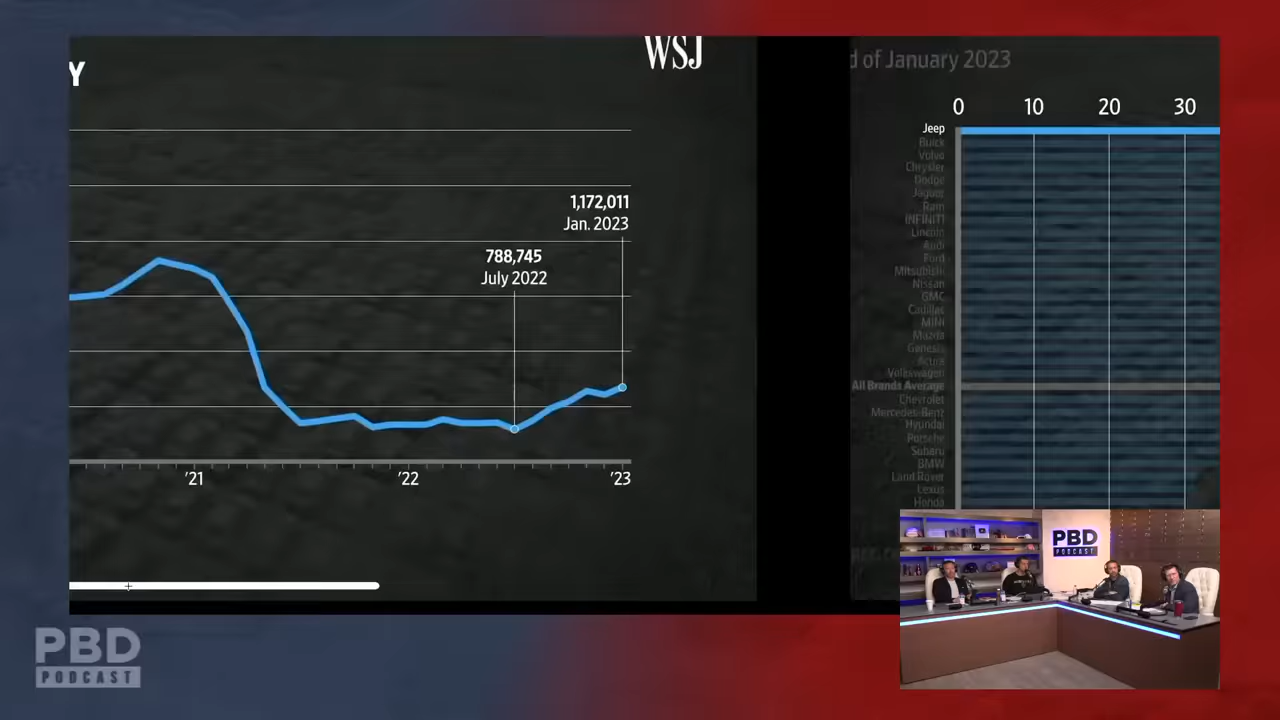 Y
WSJ
1,172,011
Jan. 2023
788,745
July 2022
'21
'22
'23
d of January 2023
0
10
20
30
Jeep
Buick
Volvo
Chrysler
Dodge
Jaguar
Ram
INFINITI
Lincoln
Audi
Ford
Mitsubishi
Nissan
GMC
Cadillac
MINI
Mazda
Genesis
Acura
Volkswagen
All Brands Average
Chevrolet
Mercedes-Benz
Hyundai
Porsche
Subaru
BMW
Land Rover
Lexus
Honda
PBD
PODCAST
PBD
PODCAST